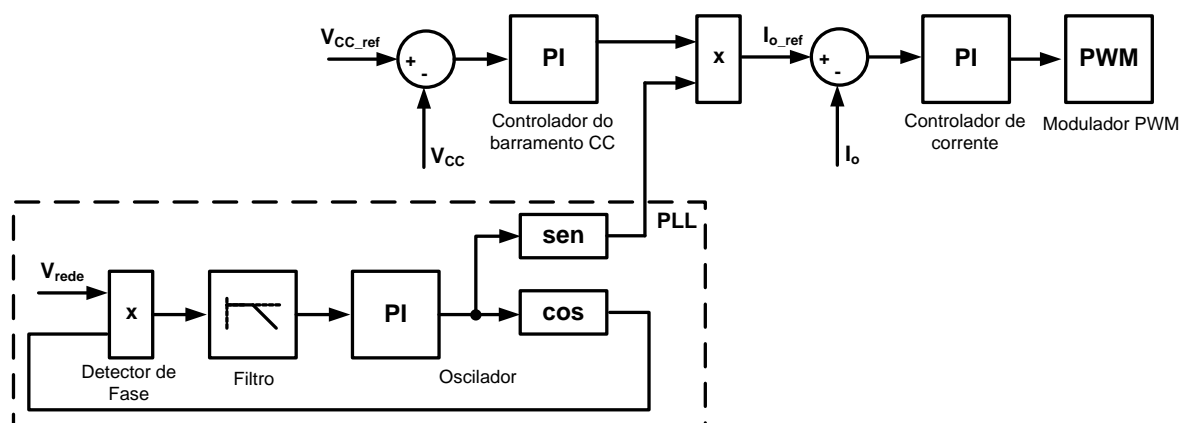 V_CC_ref
+
-
V_CC
PI
Controlador do
barramento CC
x
I_o_ref
+
-
I_o
PI
Controlador de
corrente
PWM
Modulador PWM
PLL
V_rede
x
Detector de
Fase
Filtro
PI
Oscilador
sen
cos